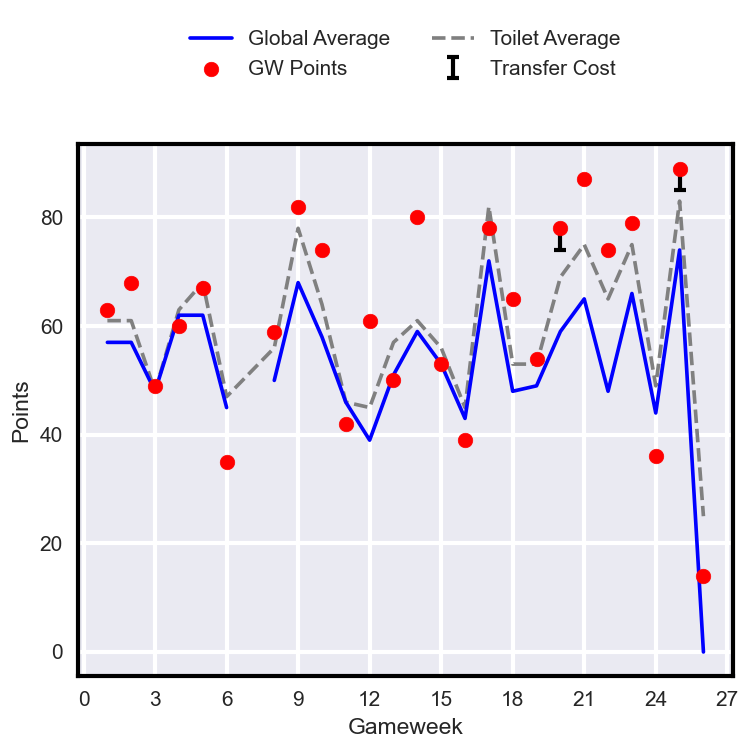 Global Average
Toilet Average
GW Points
Transfer Cost
80
60
40
20
0
Points
0 3 6 9 12 15 18 21 24 27
Gameweek